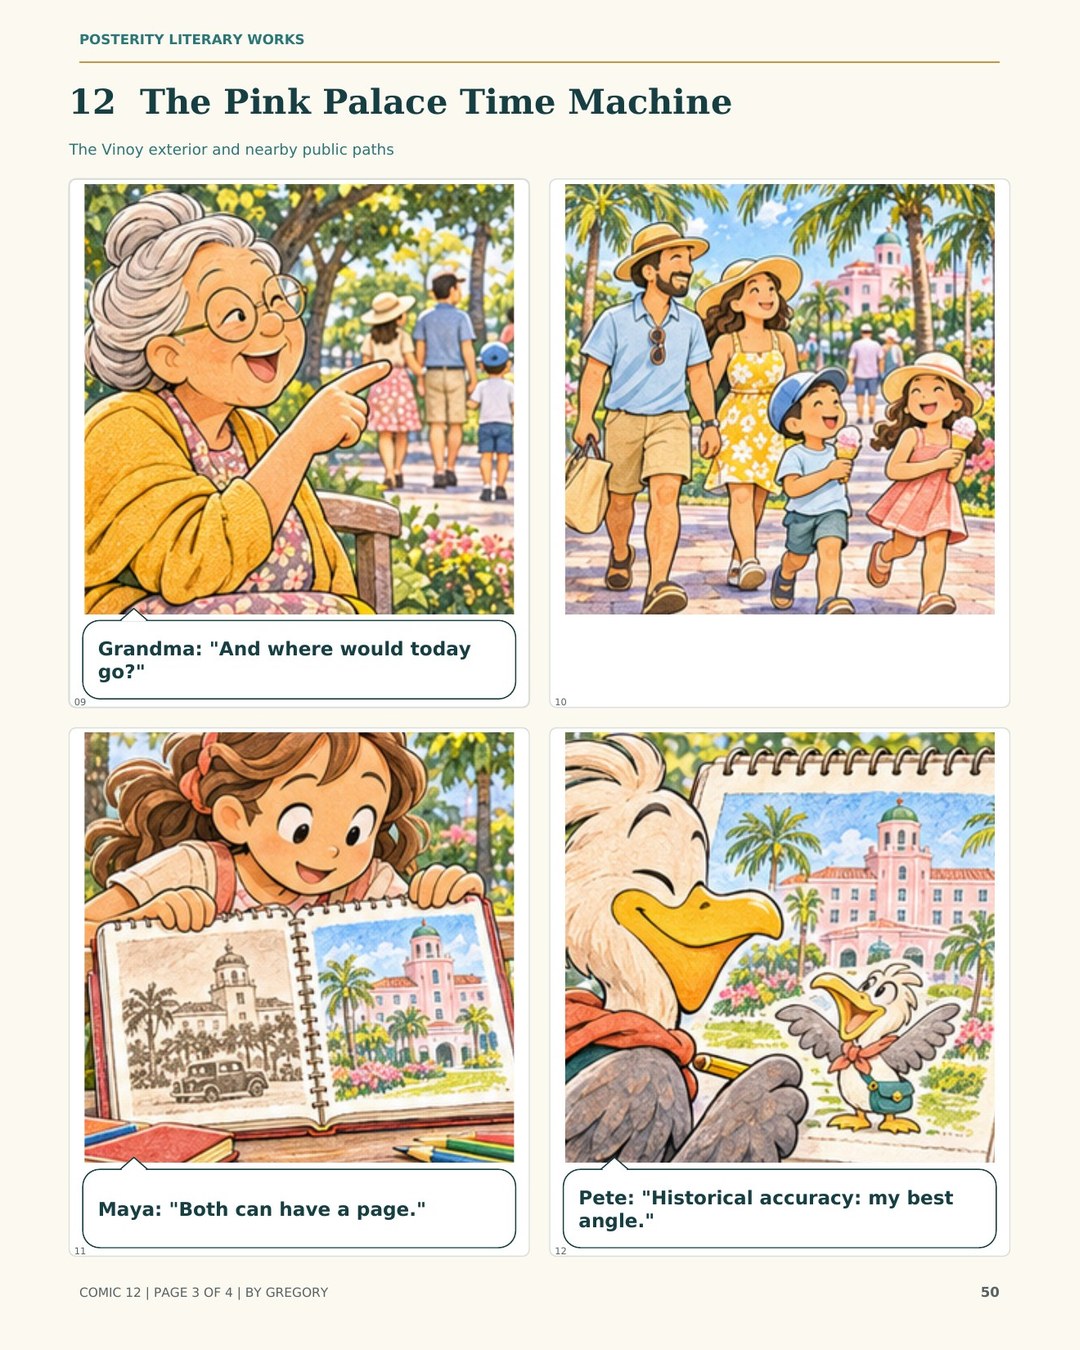 POSTERITY LITERARY WORKS
12 The Pink Palace Time Machine
The Vinoy exterior and nearby public paths
Grandma: "And where would today
go?"
09
10
Maya: "Both can have a page."
11
Pete: "Historical accuracy: my best
angle."
12
COMIC 12 | PAGE 3 OF 4 | BY GREGORY
50